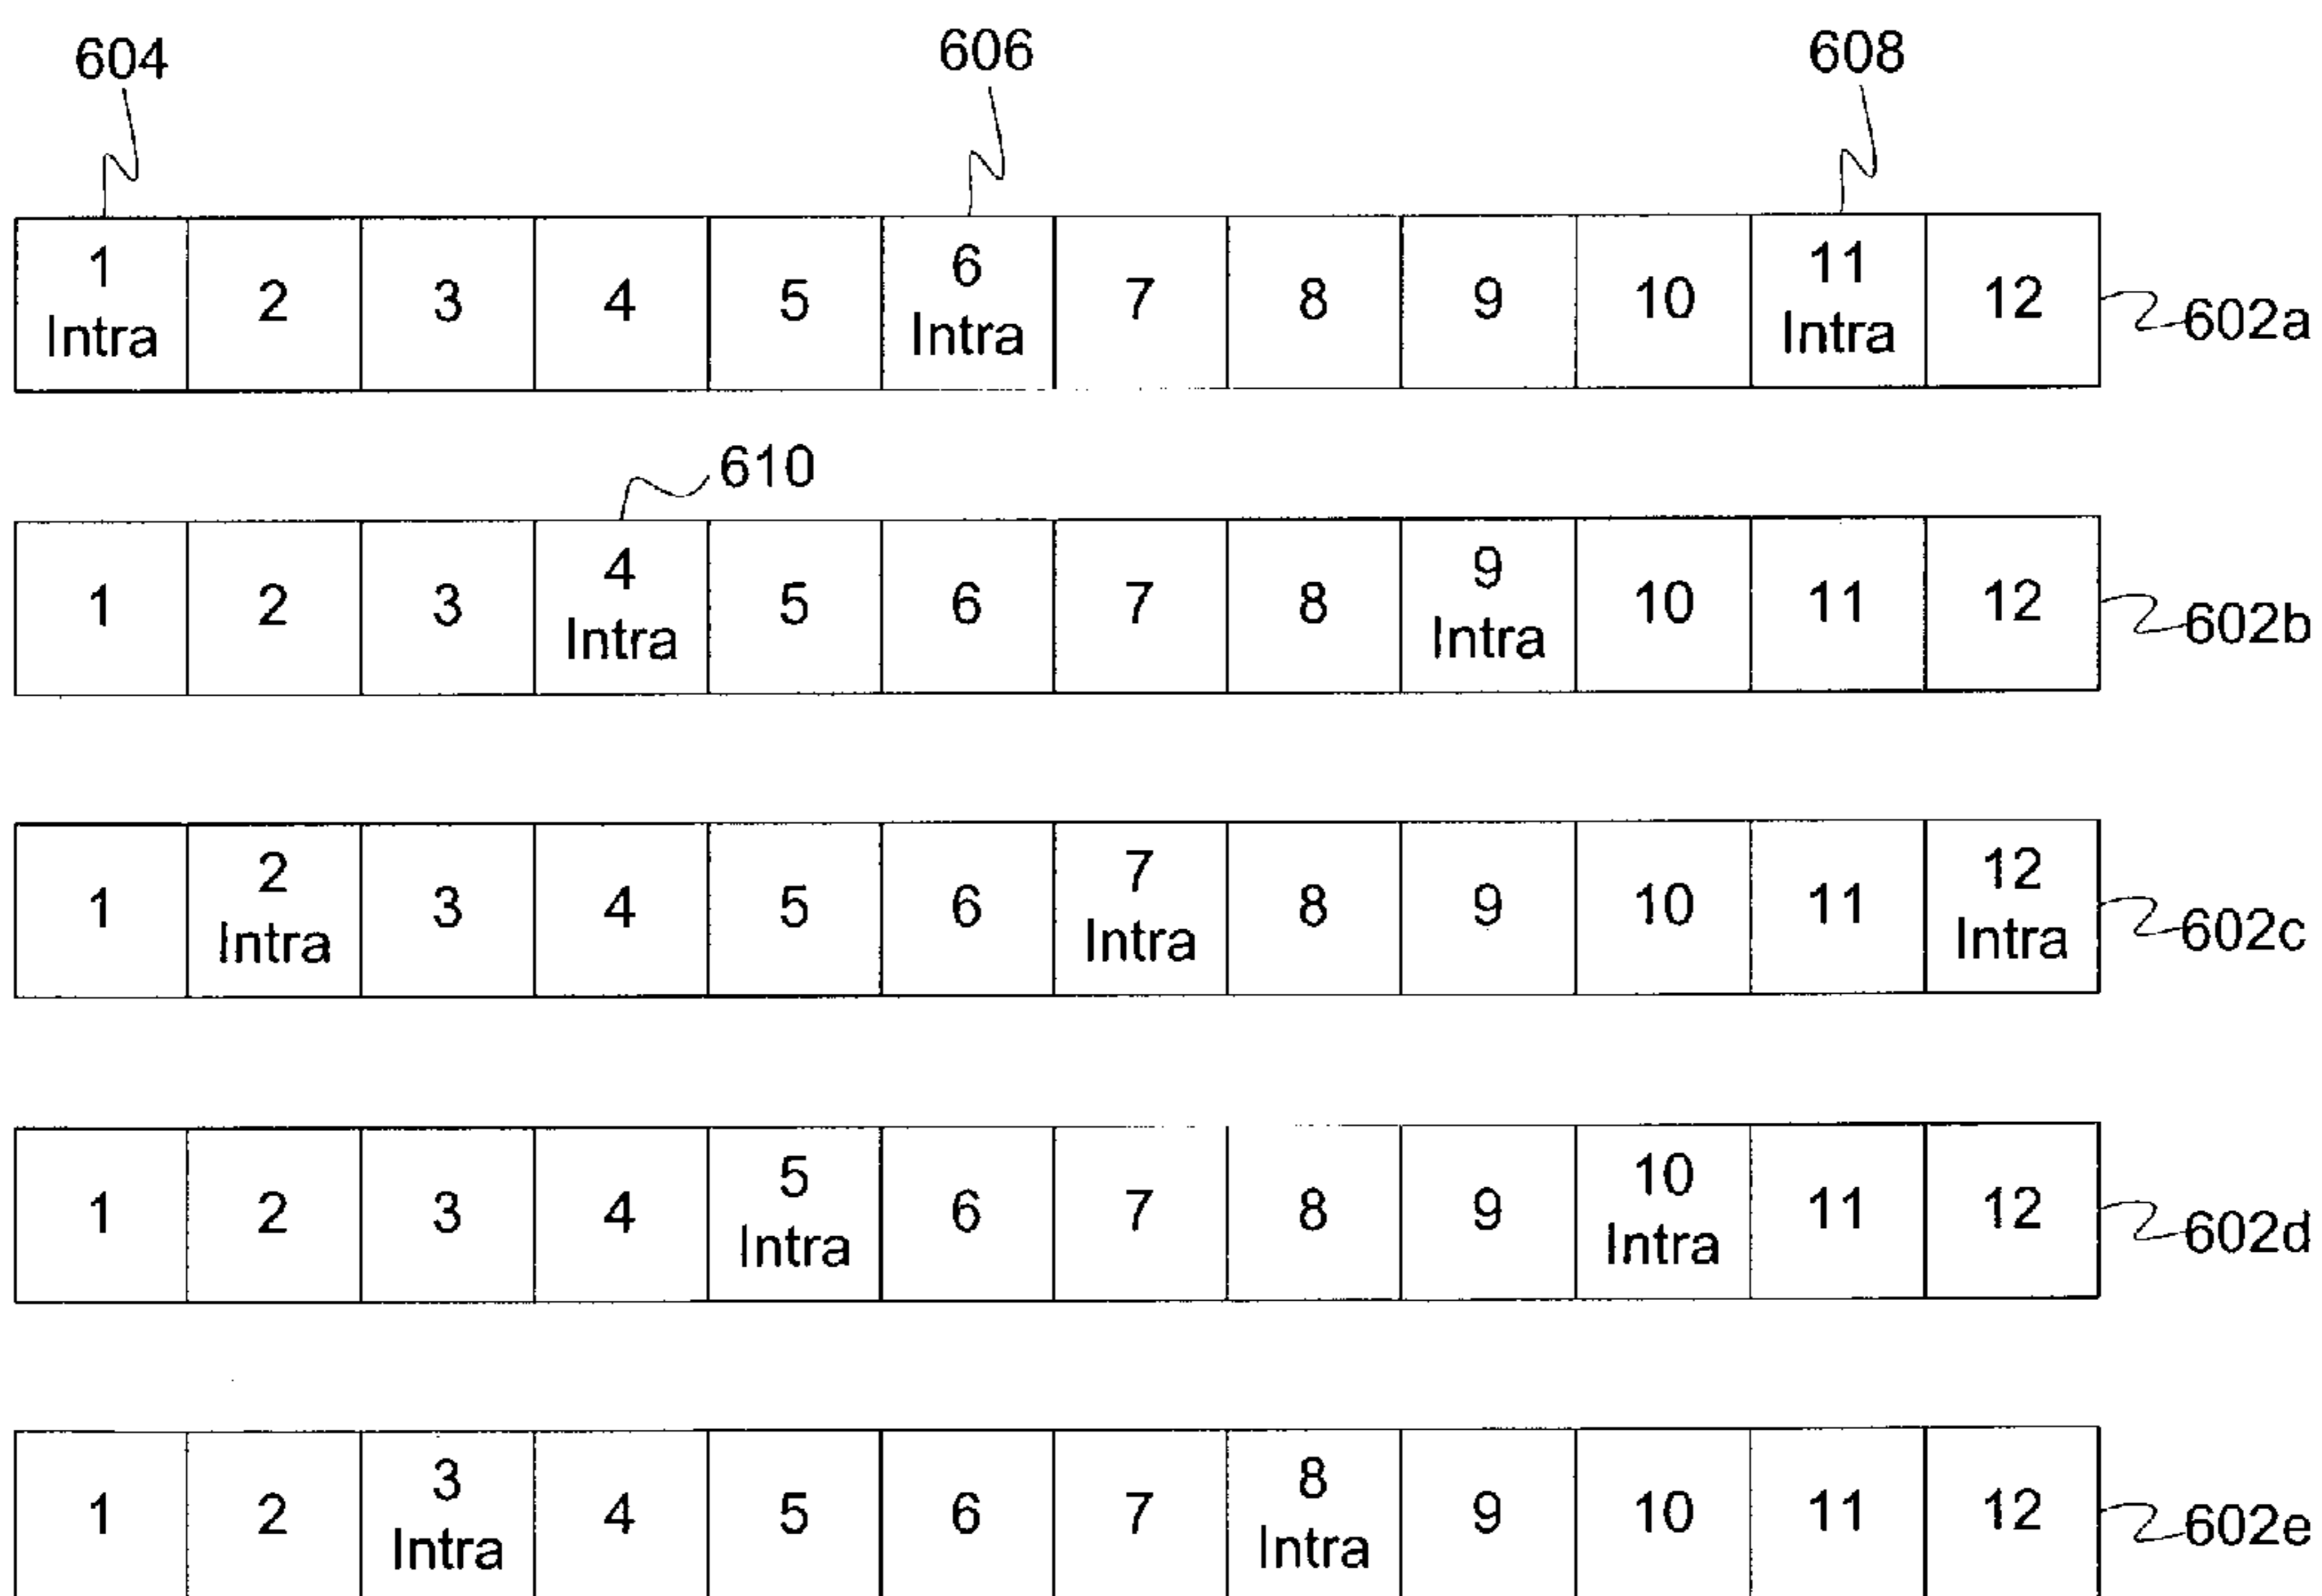 604 606 608
1 Intra 2 3 4 5 6 Intra 7 8 9 10 11 Intra 12 602a
610
1 2 3 4 Intra 5 6 7 8 9 Intra 10 11 12 602b
1 2 Intra 3 4 5 6 7 Intra 8 9 10 11 12 Intra 602c
1 2 3 4 5 Intra 6 7 8 9 10 Intra 11 12 602d
1 2 3 Intra 4 5 6 7 8 Intra 9 10 11 12 602e